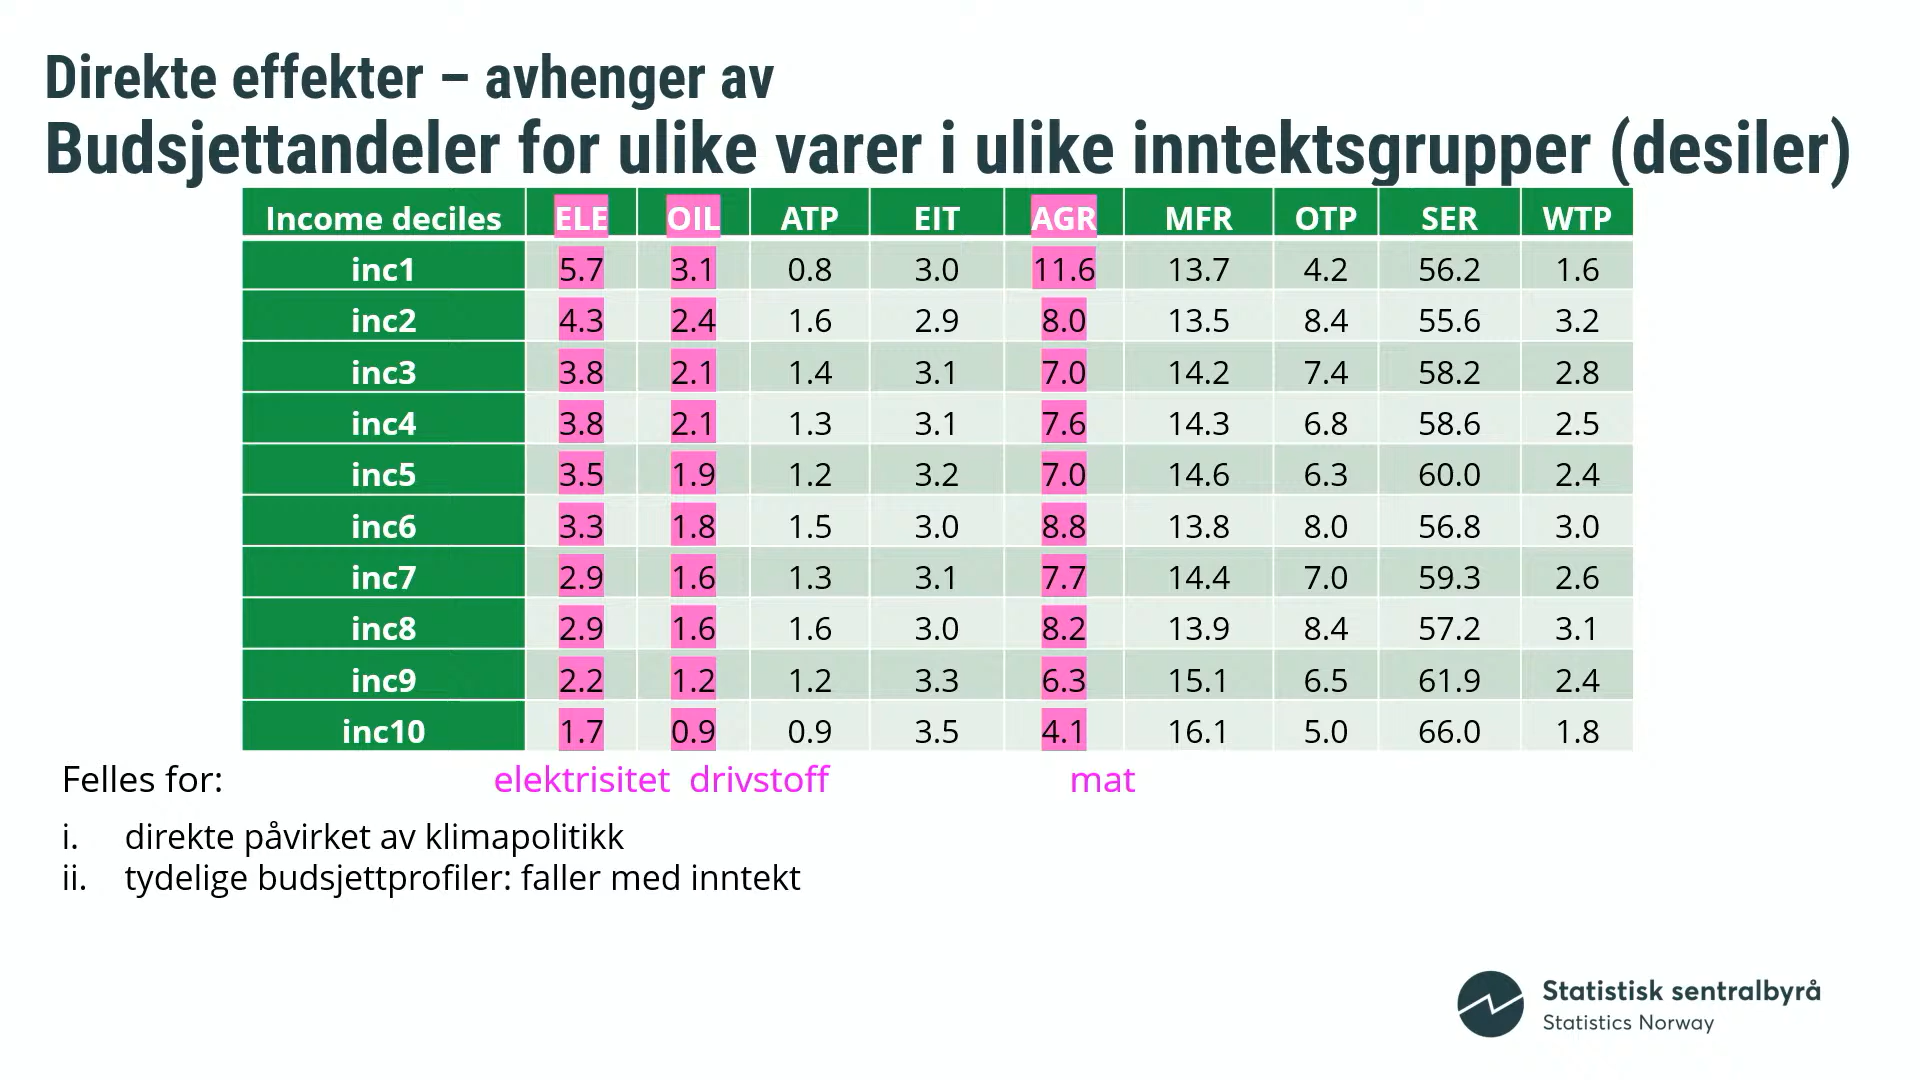 Direkte effekter – avhenger av
Budsjettandeler for ulike varer i ulike inntektsgrupper (desiler)
Income deciles ELE OIL ATP EIT AGR MFR OTP SER WTP
inc1 5.7 3.1 0.8 3.0 11.6 13.7 4.2 56.2 1.6
inc2 4.3 2.4 1.6 2.9 8.0 13.5 8.4 55.6 3.2
inc3 3.8 2.1 1.4 3.1 7.0 14.2 7.4 58.2 2.8
inc4 3.8 2.1 1.3 3.1 7.6 14.3 6.8 58.6 2.5
inc5 3.5 1.9 1.2 3.2 7.0 14.6 6.3 60.0 2.4
inc6 3.3 1.8 1.5 3.0 8.8 13.8 8.0 56.8 3.0
inc7 2.9 1.6 1.3 3.1 7.7 14.4 7.0 59.3 2.6
inc8 2.9 1.6 1.6 3.0 8.2 13.9 8.4 57.2 3.1
inc9 2.2 1.2 1.2 3.3 6.3 15.1 6.5 61.9 2.4
inc10 1.7 0.9 0.9 3.5 4.1 16.1 5.0 66.0 1.8
Felles for: elektrisitet drivstoff mat
i. direkte påvirket av klimapolitikk
ii. tydelige budsjettprofiler: faller med inntekt
Statistisk sentralbyrå
Statistics Norway